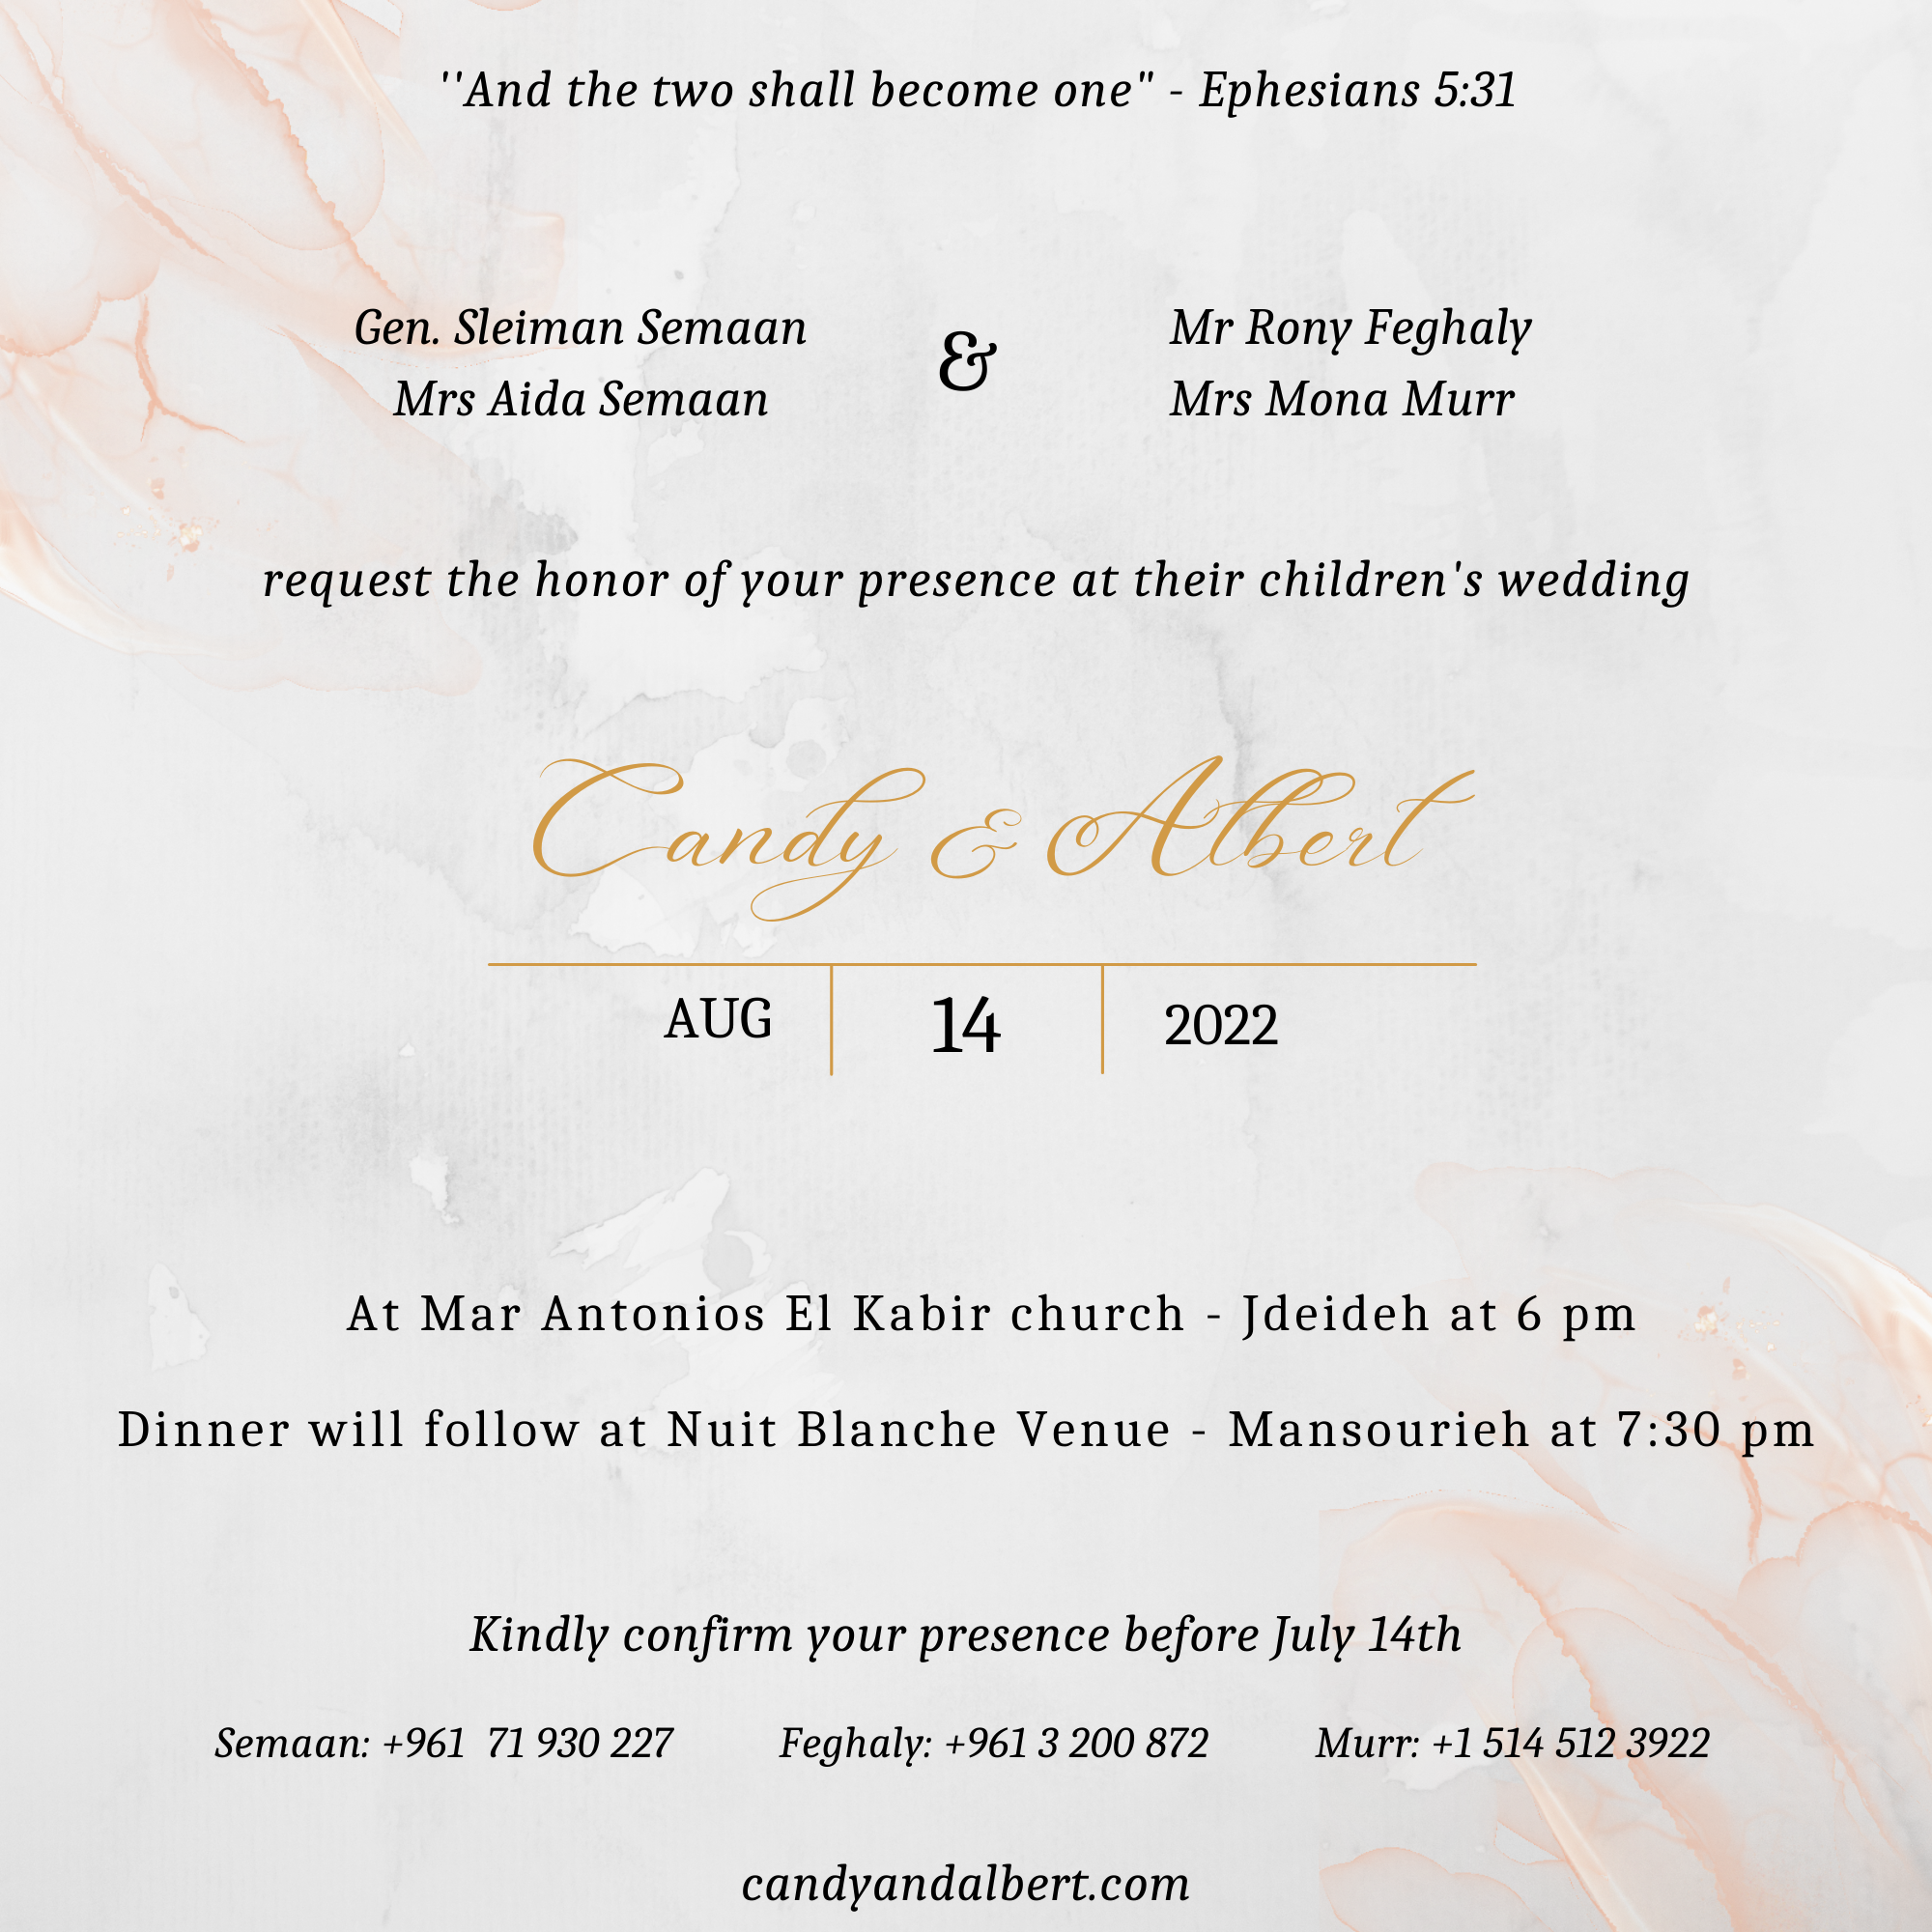 ''And the two shall become one" - Ephesians 5:31
Gen. Sleiman Semaan
Mrs Aida Semaan
&
Mr Rony Feghaly
Mrs Mona Murr
request the honor of your presence at their children's wedding
Candy & Albert
AUG 14 2022
At Mar Antonios El Kabir church - Jdeideh at 6 pm
Dinner will follow at Nuit Blanche Venue - Mansourieh at 7:30 pm
Kindly confirm your presence before July 14th
Semaan: +961  71 930 227 Feghaly: +961 3 200 872 Murr: +1 514 512 3922
candyandalbert.com